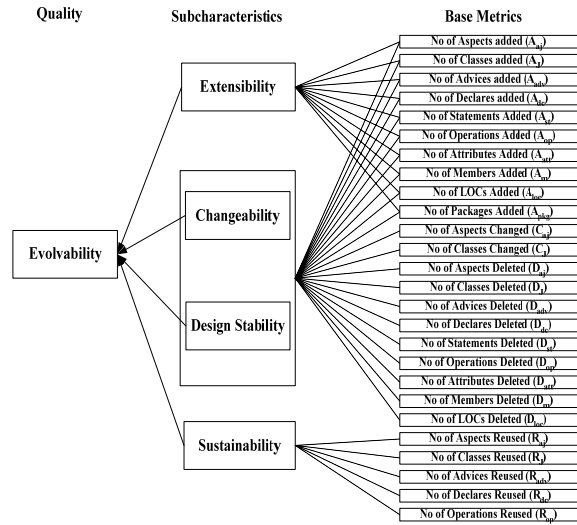 Quality
Subcharacteristics
Base Metrics
Extensibility
Changeability
Evolvability
Design Stability
Sustainability
No of Aspects added (Aaj)
No of Classes added (AJ)
No of Advices added (Aadv)
No of Declares added (Adc)
No of Statements Added (Ast)
No of Operations Added (Aop)
No of Attributes Added (Aatt)
No of Members Added (Am)
No of LOCs Added (Aloc)
No of Packages Added (Apkg)
No of Aspects Changed (Caj)
No of Classes Changed (CJ)
No of Aspects Deleted (Daj)
No of Classes Deleted (DJ)
No of Advices Deleted (Dadv)
No of Declares Deleted (Ddc)
No of Statements Deleted (Dst)
No of Operations Deleted (Dop)
No of Attributes Deleted (Datt)
No of Members Deleted (Dm)
No of LOCs Deleted (Dloc)
No of Aspects Reused (Raj)
No of Classes Reused (RJ)
No of Advices Reused (Radv)
No of Declares Reused (Rdc)
No of Operations Reused (Rop)